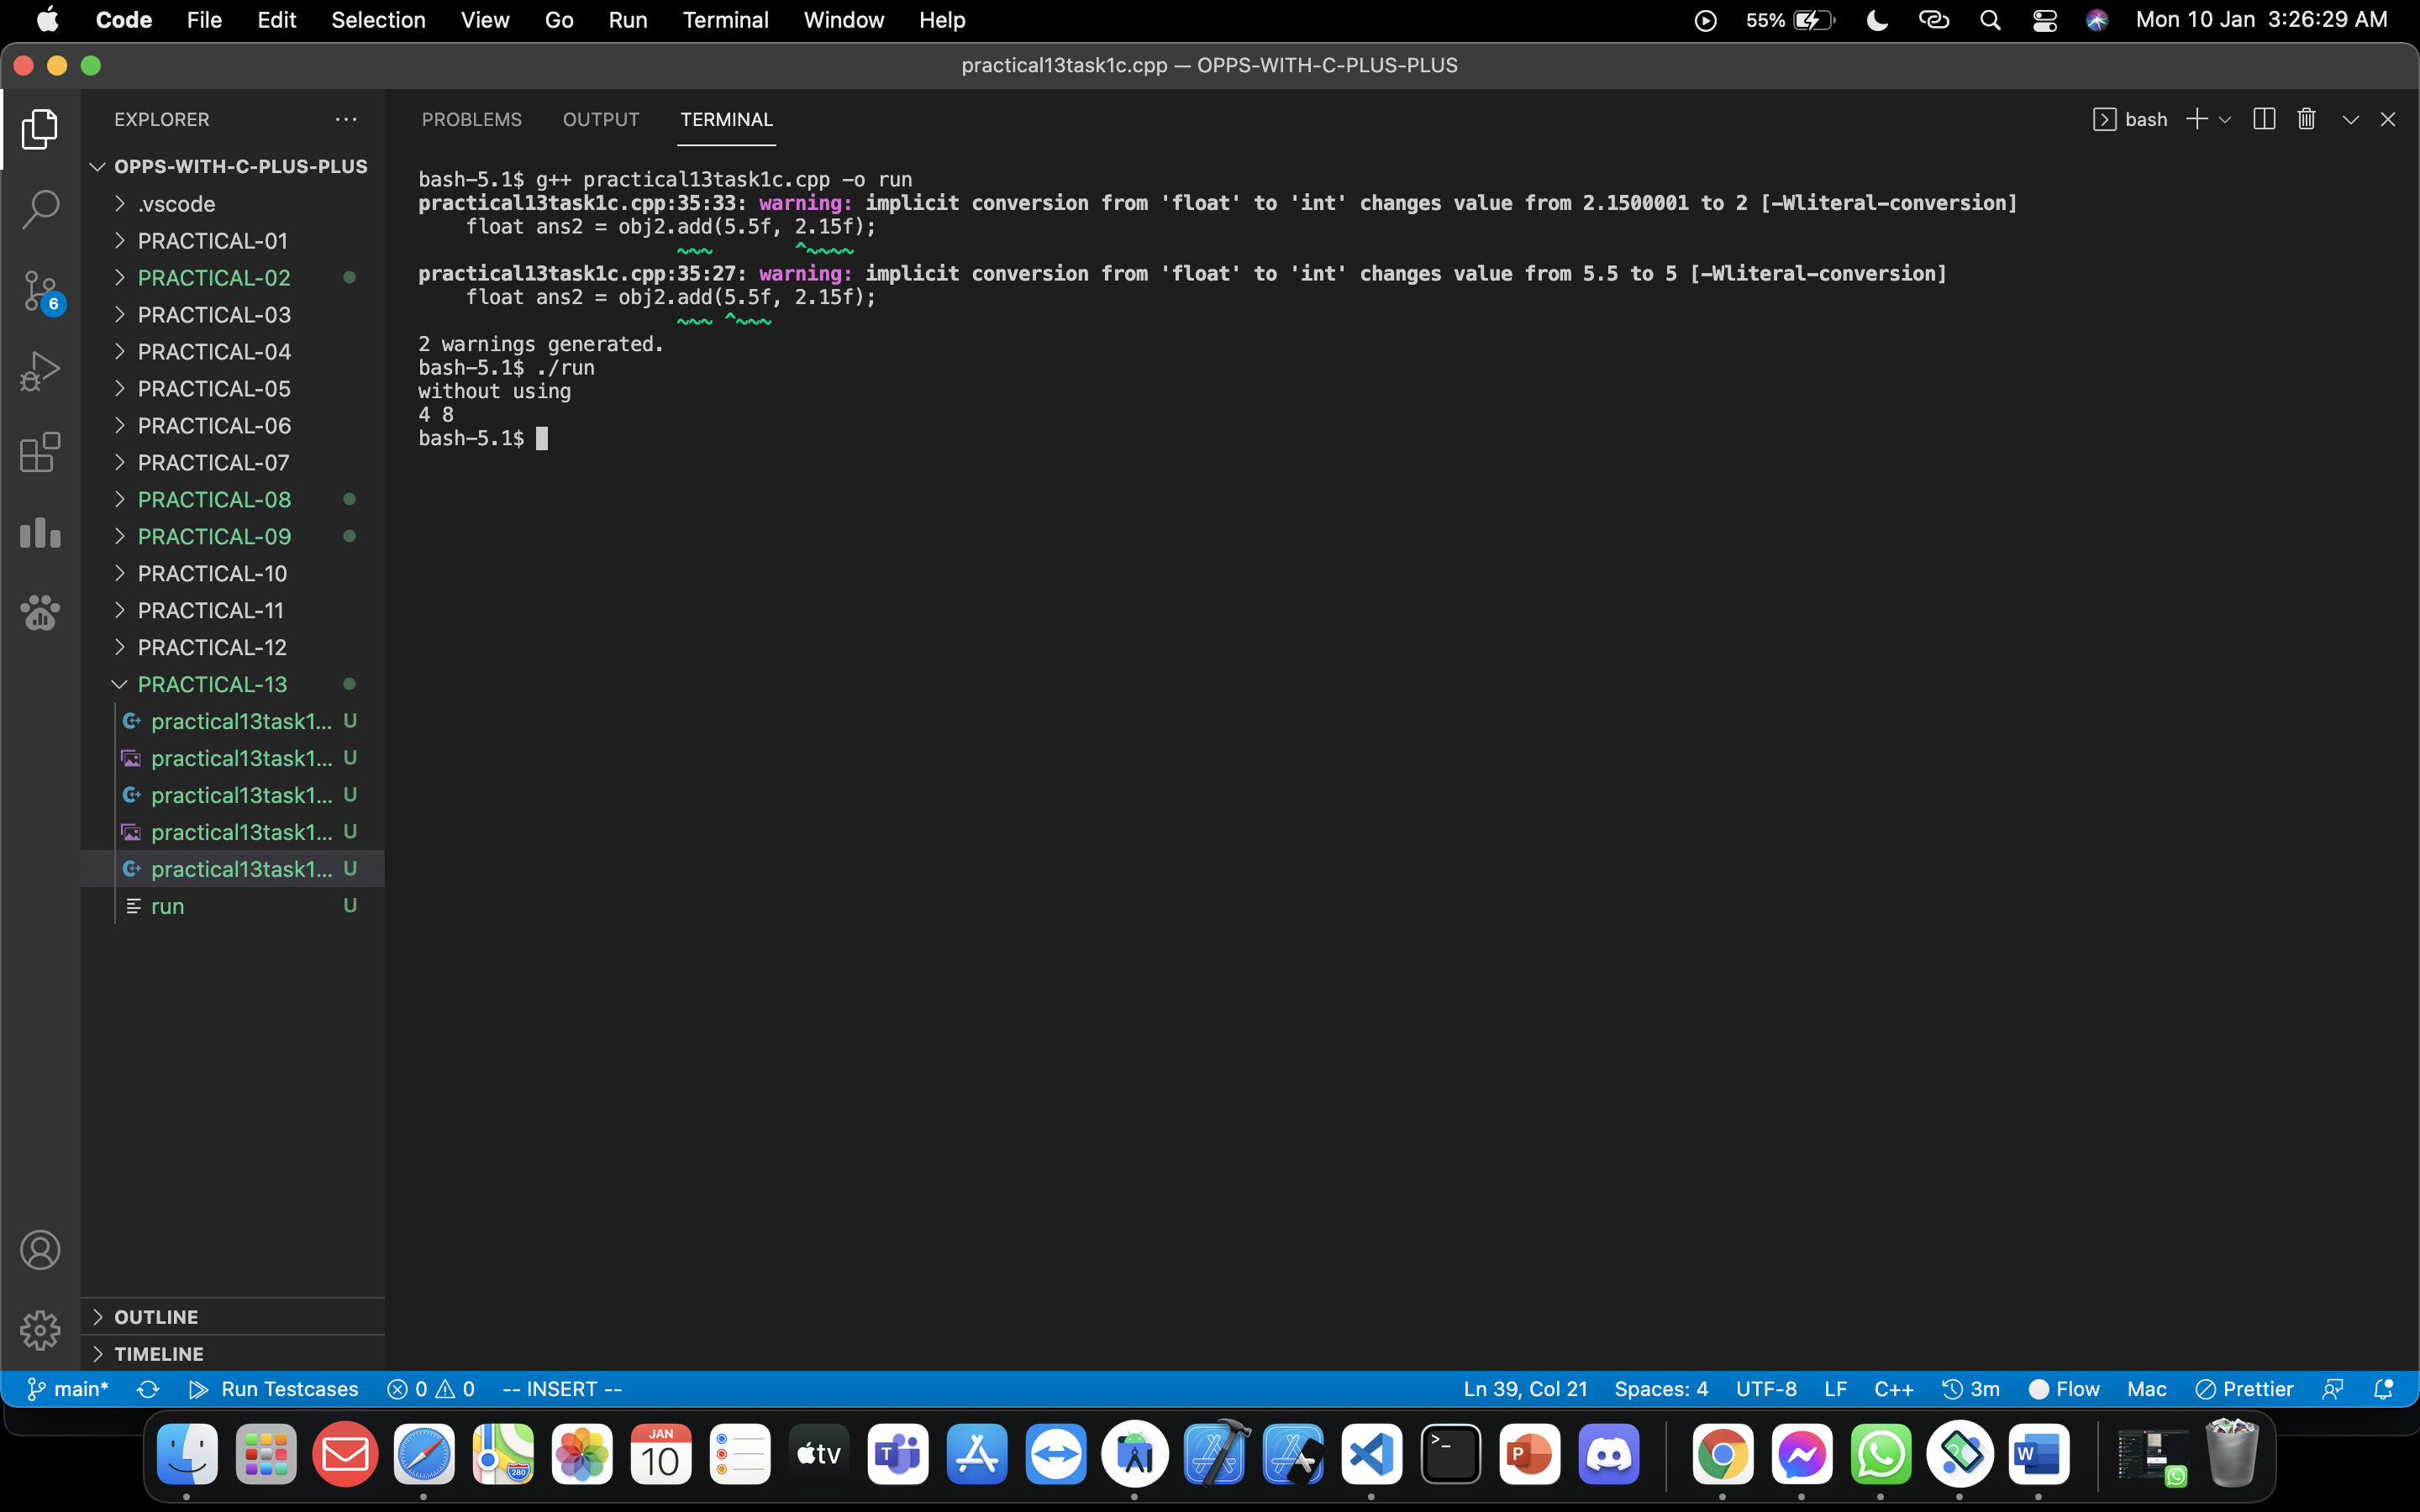 Code File Edit Selection View Go Run Terminal Window Help 55% Mon 10 Jan 3:26:29 AM
practical13task1c.cpp — OPPS-WITH-C-PLUS-PLUS
EXPLORER ...
OPPS-WITH-C-PLUS-PLUS
.vscode
PRACTICAL-01
PRACTICAL-02
6
PRACTICAL-03
PRACTICAL-04
PRACTICAL-05
PRACTICAL-06
PRACTICAL-07
PRACTICAL-08
PRACTICAL-09
PRACTICAL-10
PRACTICAL-11
PRACTICAL-12
PRACTICAL-13
practical13task1... U
practical13task1... U
practical13task1... U
practical13task1... U
practical13task1... U
run U
OUTLINE
TIMELINE
PROBLEMS OUTPUT TERMINAL bash
bash-5.1$ g++ practical13task1c.cpp -o run
practical13task1c.cpp:35:33: warning: implicit conversion from 'float' to 'int' changes value from 2.1500001 to 2 [-Wliteral-conversion]
float ans2 = obj2.add(5.5f, 2.15f);
~~~ ^~~~~
practical13task1c.cpp:35:27: warning: implicit conversion from 'float' to 'int' changes value from 5.5 to 5 [-Wliteral-conversion]
float ans2 = obj2.add(5.5f, 2.15f);
~~~ ^~~~
2 warnings generated.
bash-5.1$ ./run
without using
4 8
bash-5.1$
main* Run Testcases 0 0 -- INSERT -- Ln 39, Col 21 Spaces: 4 UTF-8 LF C++ 3m Flow Mac Prettier
280
JAN
10
tv
T
>_
P
W